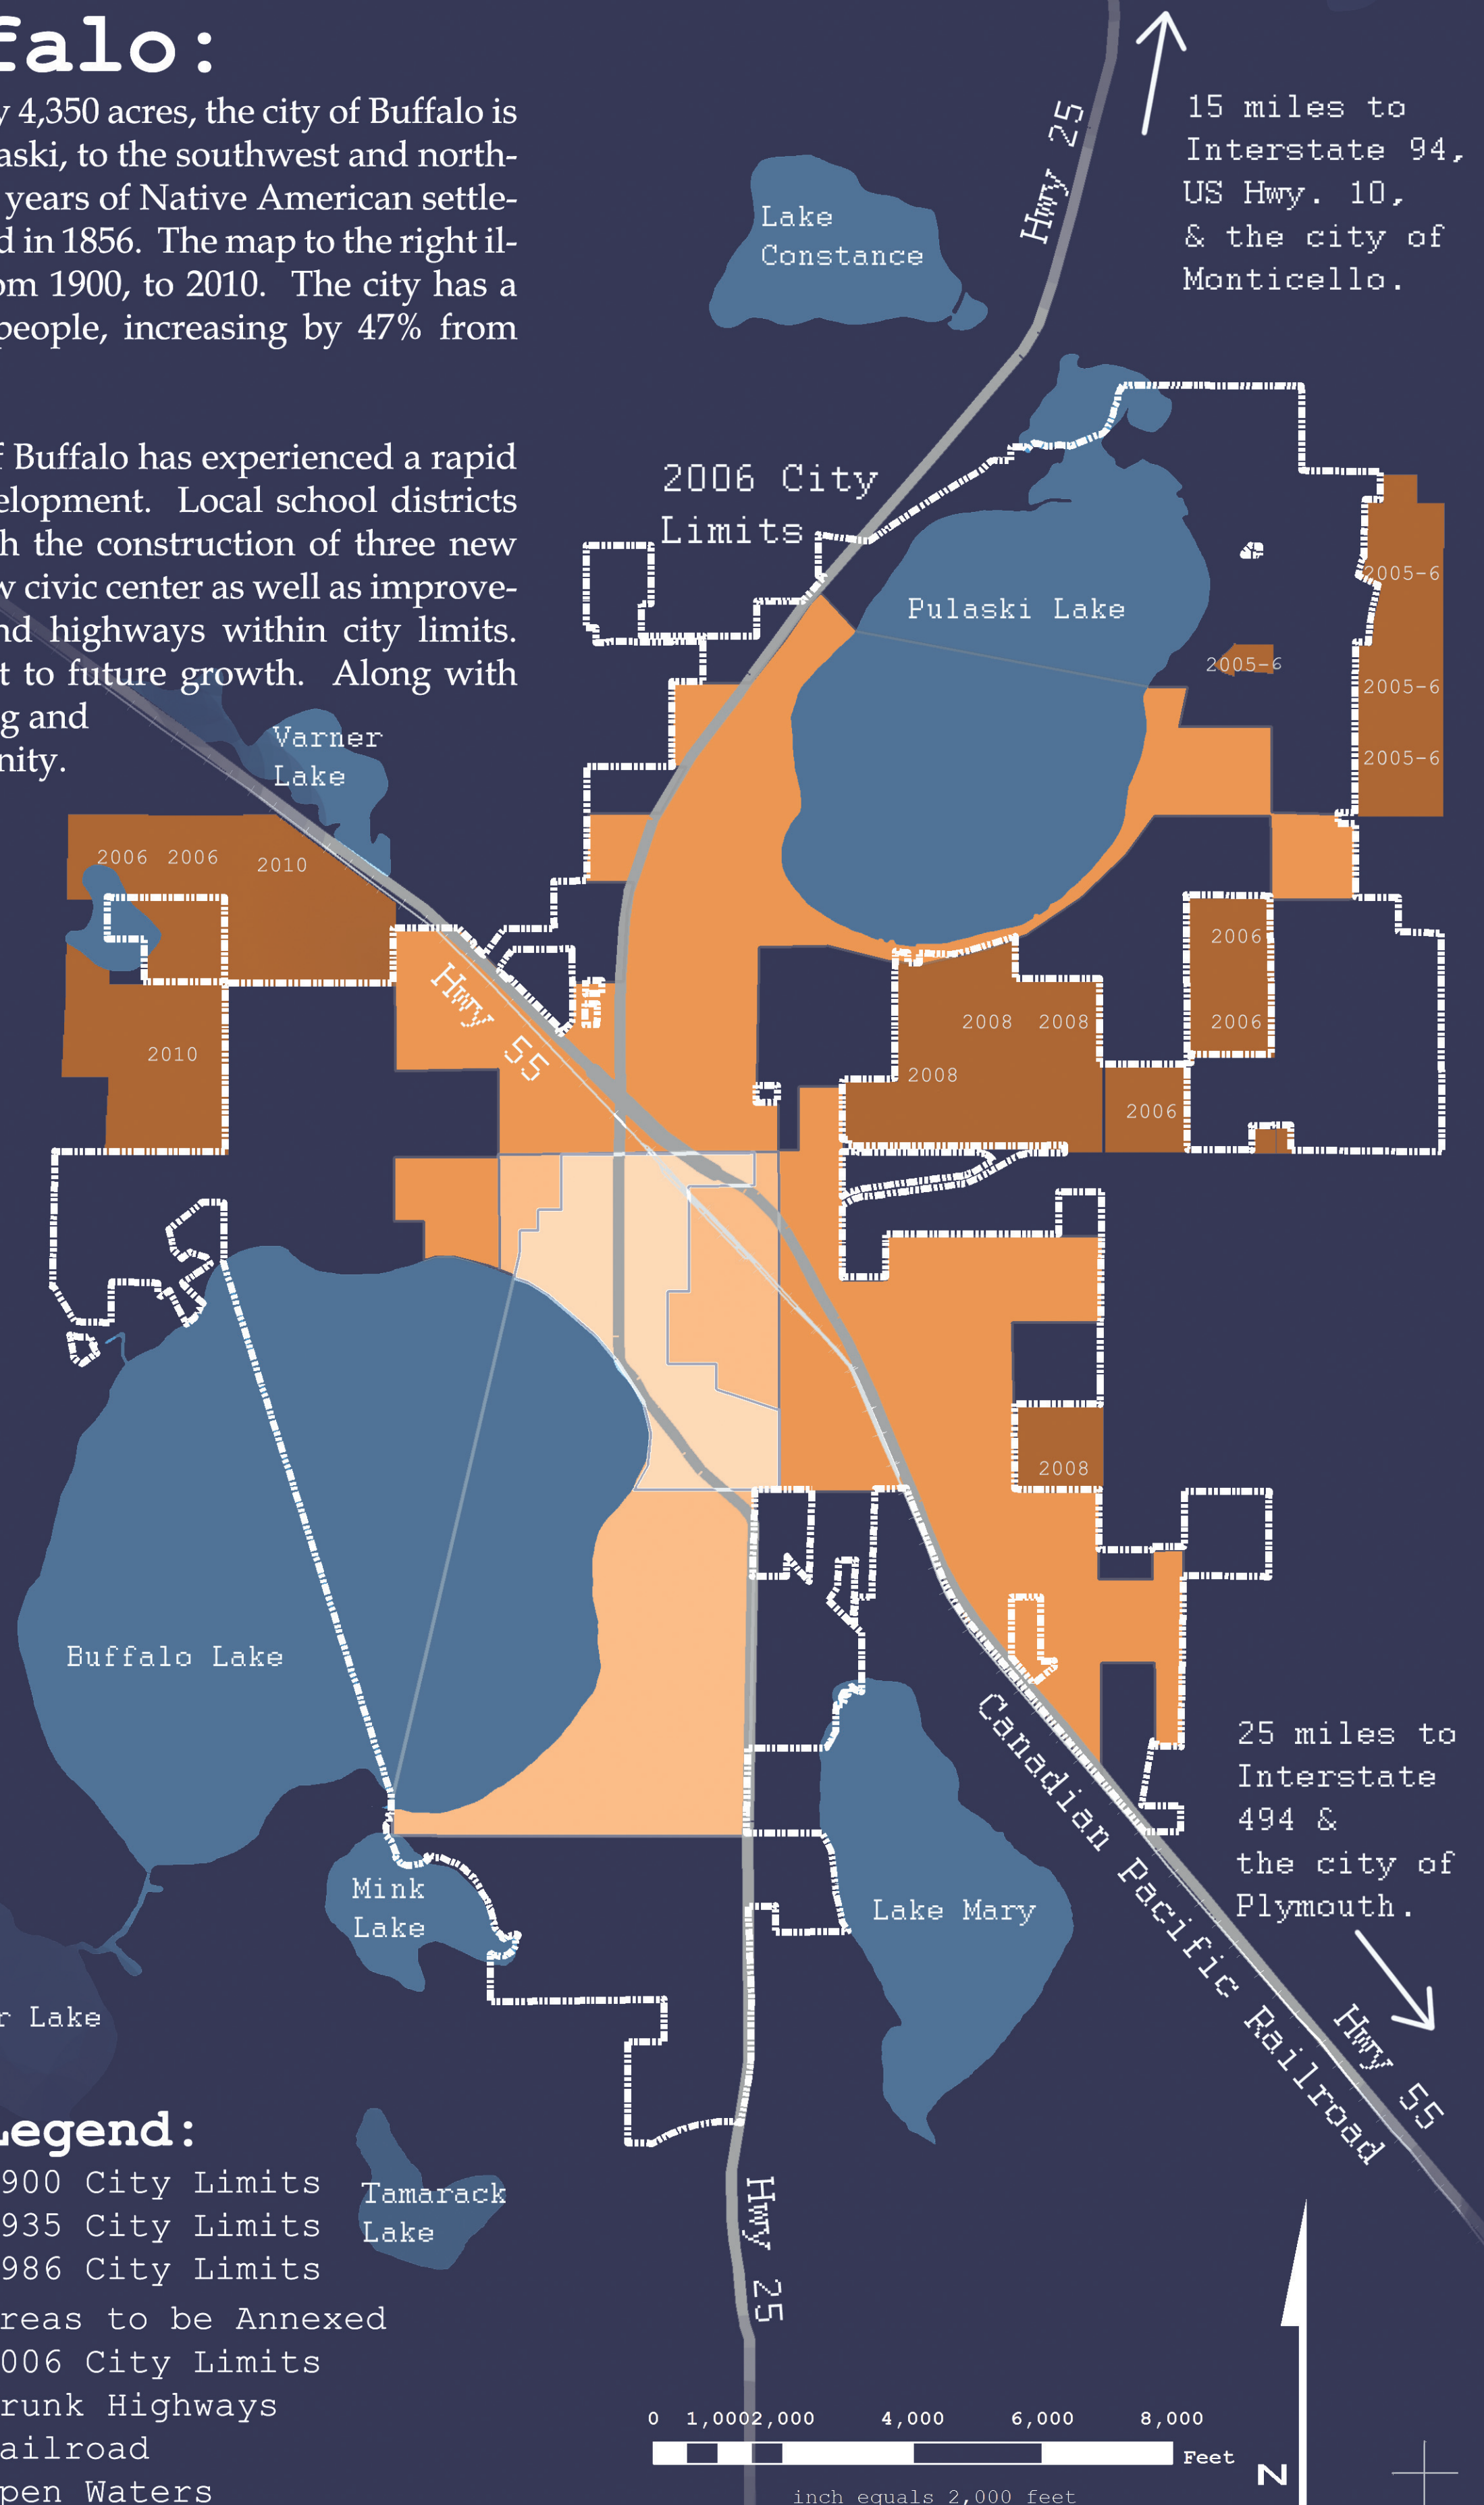 falo:
y 4,350 acres, the city of Buffalo is
aski, to the southwest and north-
years of Native American settle-
d in 1856. The map to the right il-
om 1900, to 2010. The city has a
people, increasing by 47% from
f Buffalo has experienced a rapid
elopment. Local school districts
h the construction of three new
w civic center as well as improve-
nd highways within city limits.
t to future growth. Along with
g and
nity.
Hwy 25
15 miles to
Interstate 94,
US Hwy. 10,
& the city of
Monticello.
Lake
Constance
2006 City
Limits
Pulaski Lake
2005-6
2005-6
2005-6
2005-6
Varner
Lake
2006 2006 2010
2010
Hwy 55
2008 2008
2008
2006
2006
2006
2008
Buffalo Lake
Mink
Lake
Lake Mary
Canadian Pacific Railroad
25 miles to
Interstate
494 &
the city of
Plymouth.
Hwy 55
r Lake
Tamarack
Lake
Hwy 25
Legend:
900 City Limits
935 City Limits
986 City Limits
reas to be Annexed
006 City Limits
runk Highways
ailroad
pen Waters
0 1,000 2,000 4,000 6,000 8,000
Feet
inch equals 2,000 feet
N